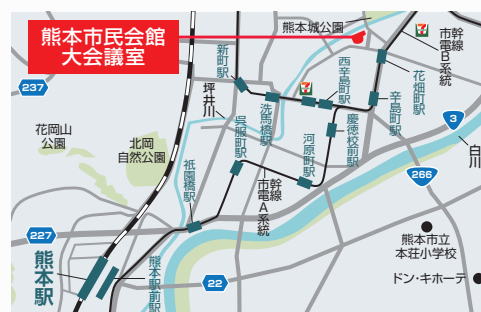 熊本市民会館
大会議室
熊本城公園
市電B系統
幹線
新町駅
西辛島町駅
花畑町駅
237
坪井川
洗馬橋駅
辛島町駅
慶徳校前駅
3
花岡山
公園
北岡
自然公園
呉服町駅
河原町駅
白川
祇園橋駅
市電A系統
幹線
266
227
熊本市立
本荘小学校
熊本駅
熊本駅前駅
22
ドン・キホーテ